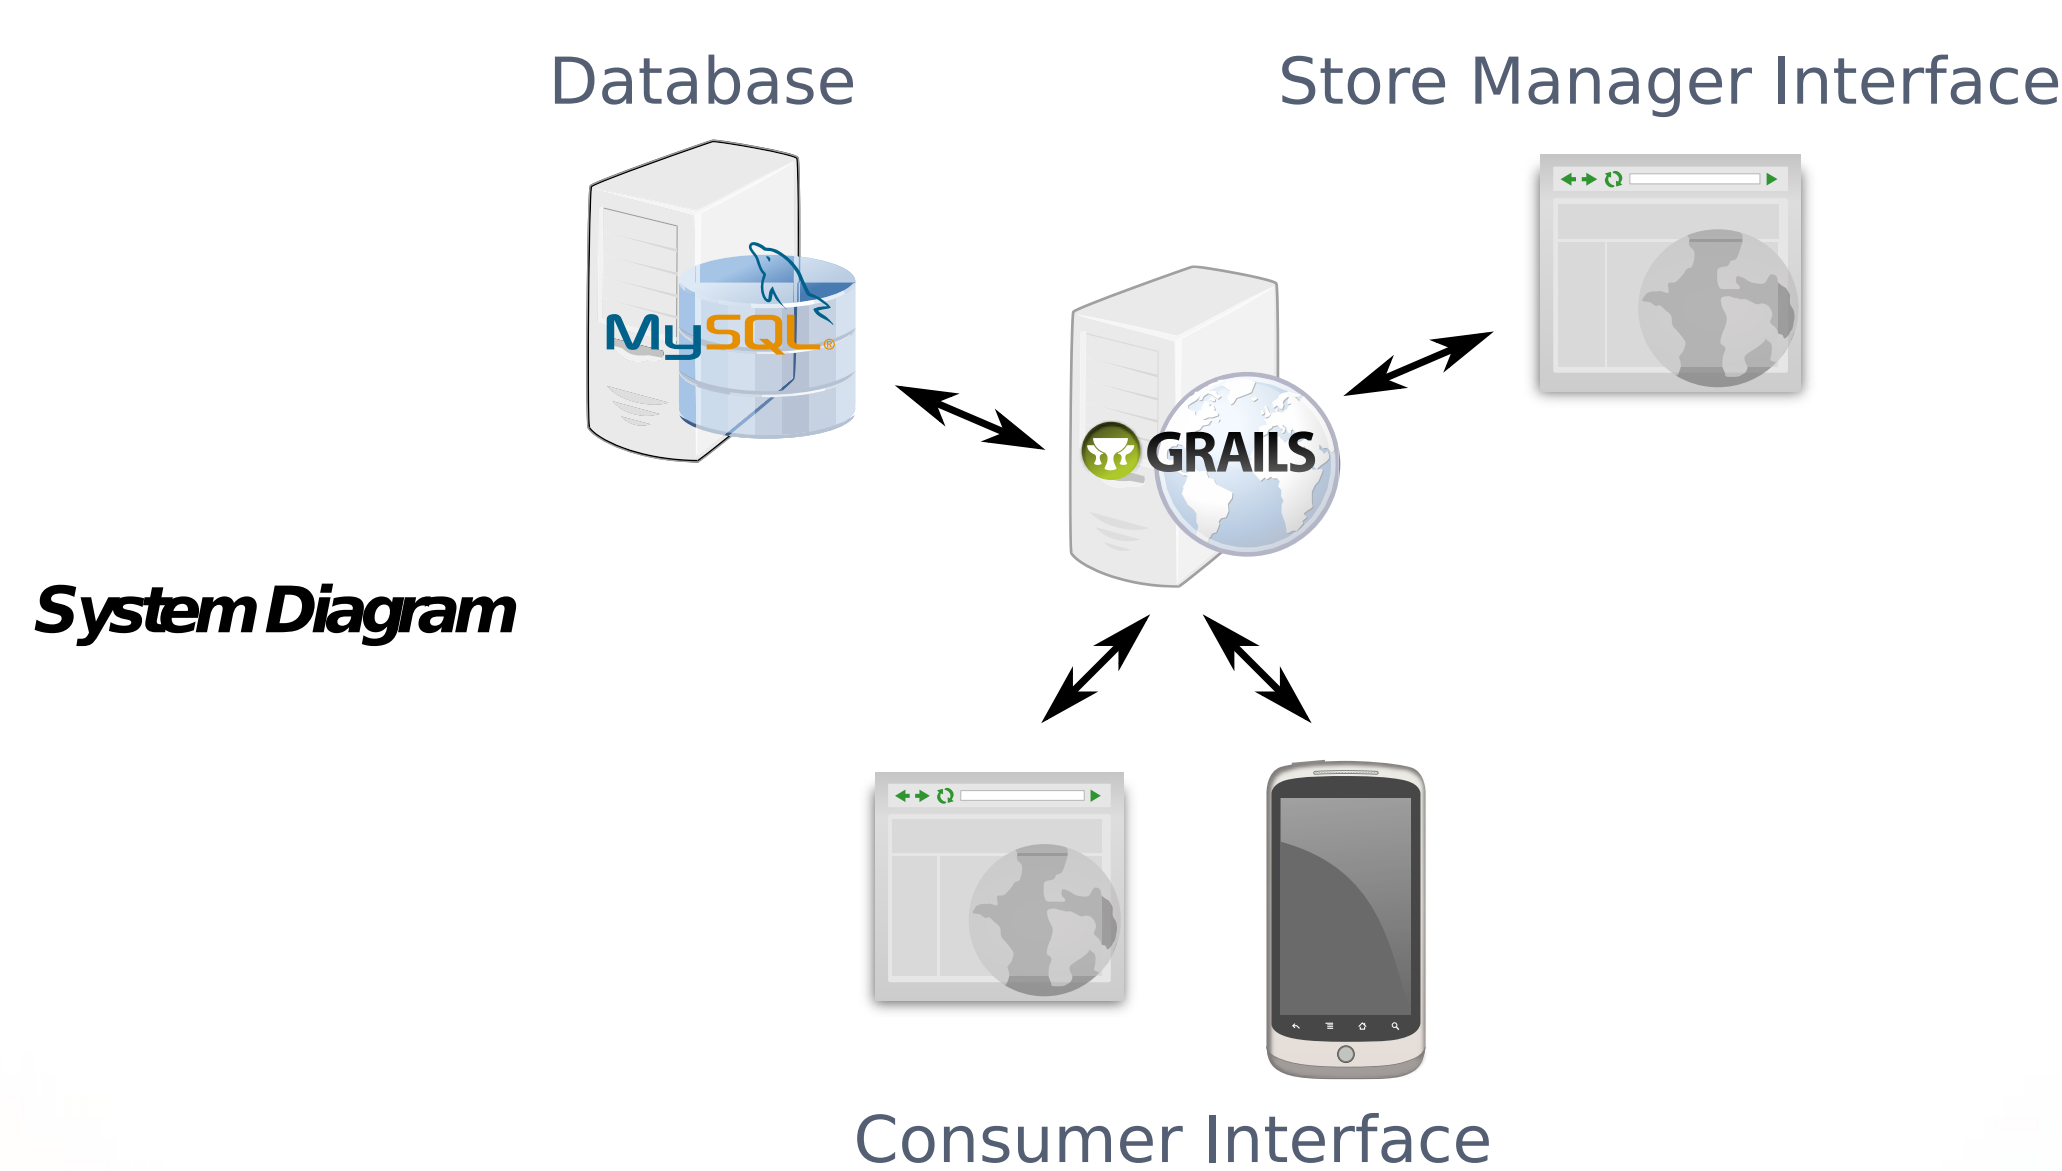 Database
Store Manager Interface
MySQL®
GRAILS
System Diagram
Consumer Interface